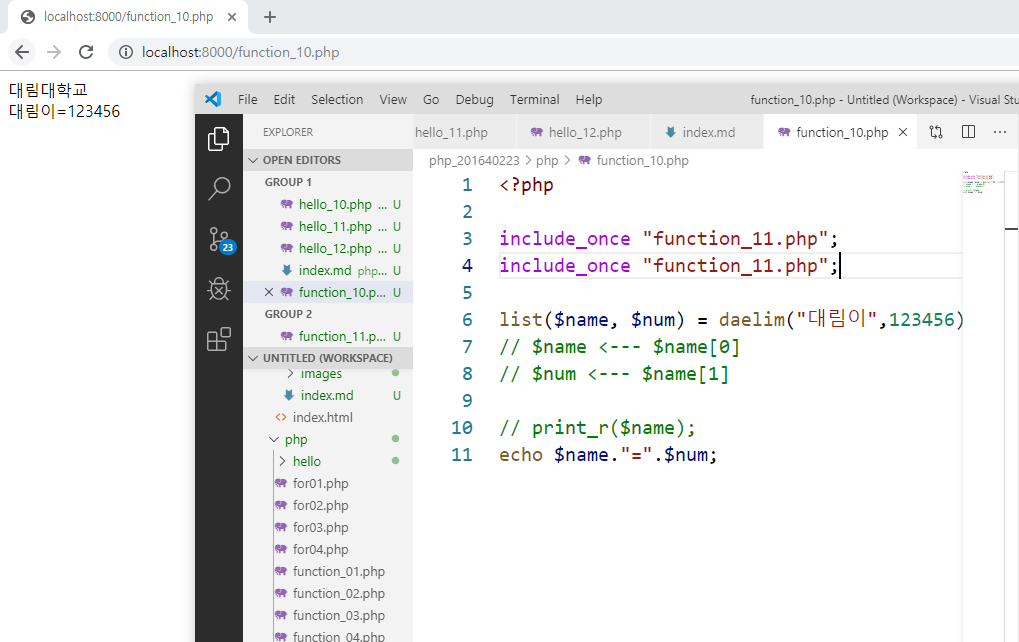 localhost:8000/function_10.php
localhost:8000/function_10.php
대림대학교
대림이=123456
File Edit Selection View Go Debug Terminal Help function_10.php - Untitled (Workspace) - Visual Stu
EXPLORER
hello_11.php hello_12.php index.md function_10.php
OPEN EDITORS
php_201640223 > php > function_10.php
GROUP 1
hello_10.php ... U
hello_11.php ... U
hello_12.php ... U
index.md php... U
function_10.p... U
GROUP 2
function_11.p... U
UNTITLED (WORKSPACE)
images
index.md U
index.html
php
hello
for01.php
for02.php
for03.php
for04.php
function_01.php
function_02.php
function_03.php
function_04.php
23
1 <?php
2
3 include_once "function_11.php";
4 include_once "function_11.php";
5
6 list($name, $num) = daelim("대림이",123456)
7 // $name <--- $name[0]
8 // $num <--- $name[1]
9
10 // print_r($name);
11 echo $name."=".$num;